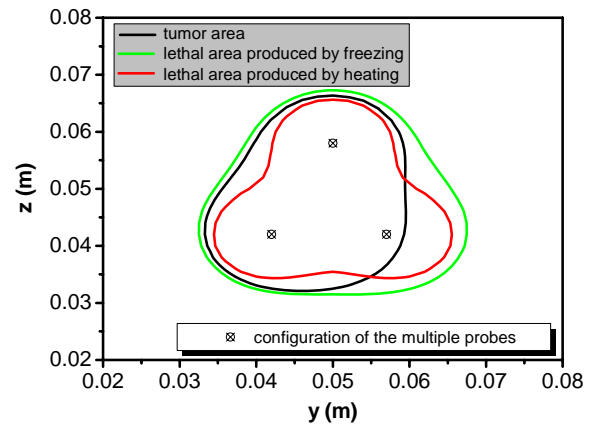 tumor area
lethal area produced by freezing
lethal area produced by heating
0.08
0.07
0.06
0.05
0.04
0.03
0.02
z (m)
configuration of the multiple probes
0.02 0.03 0.04 0.05 0.06 0.07 0.08
y (m)